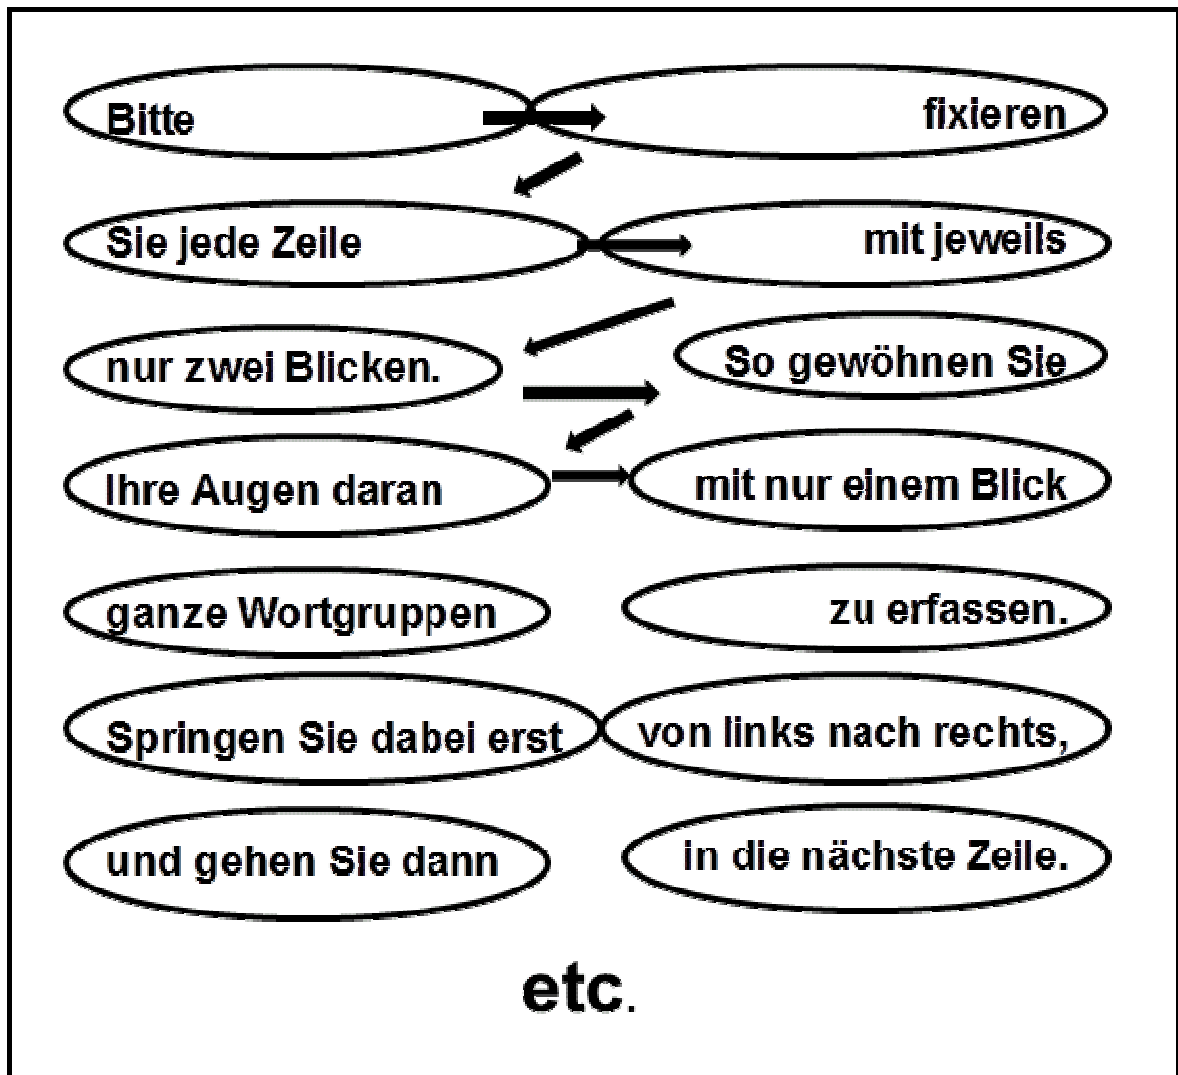 Bitte fixieren
Sie jede Zeile mit jeweils
nur zwei Blicken. So gewöhnen Sie
Ihre Augen daran mit nur einem Blick
ganze Wortgruppen zu erfassen.
Springen Sie dabei erst von links nach rechts,
und gehen Sie dann in die nächste Zeile.
etc.